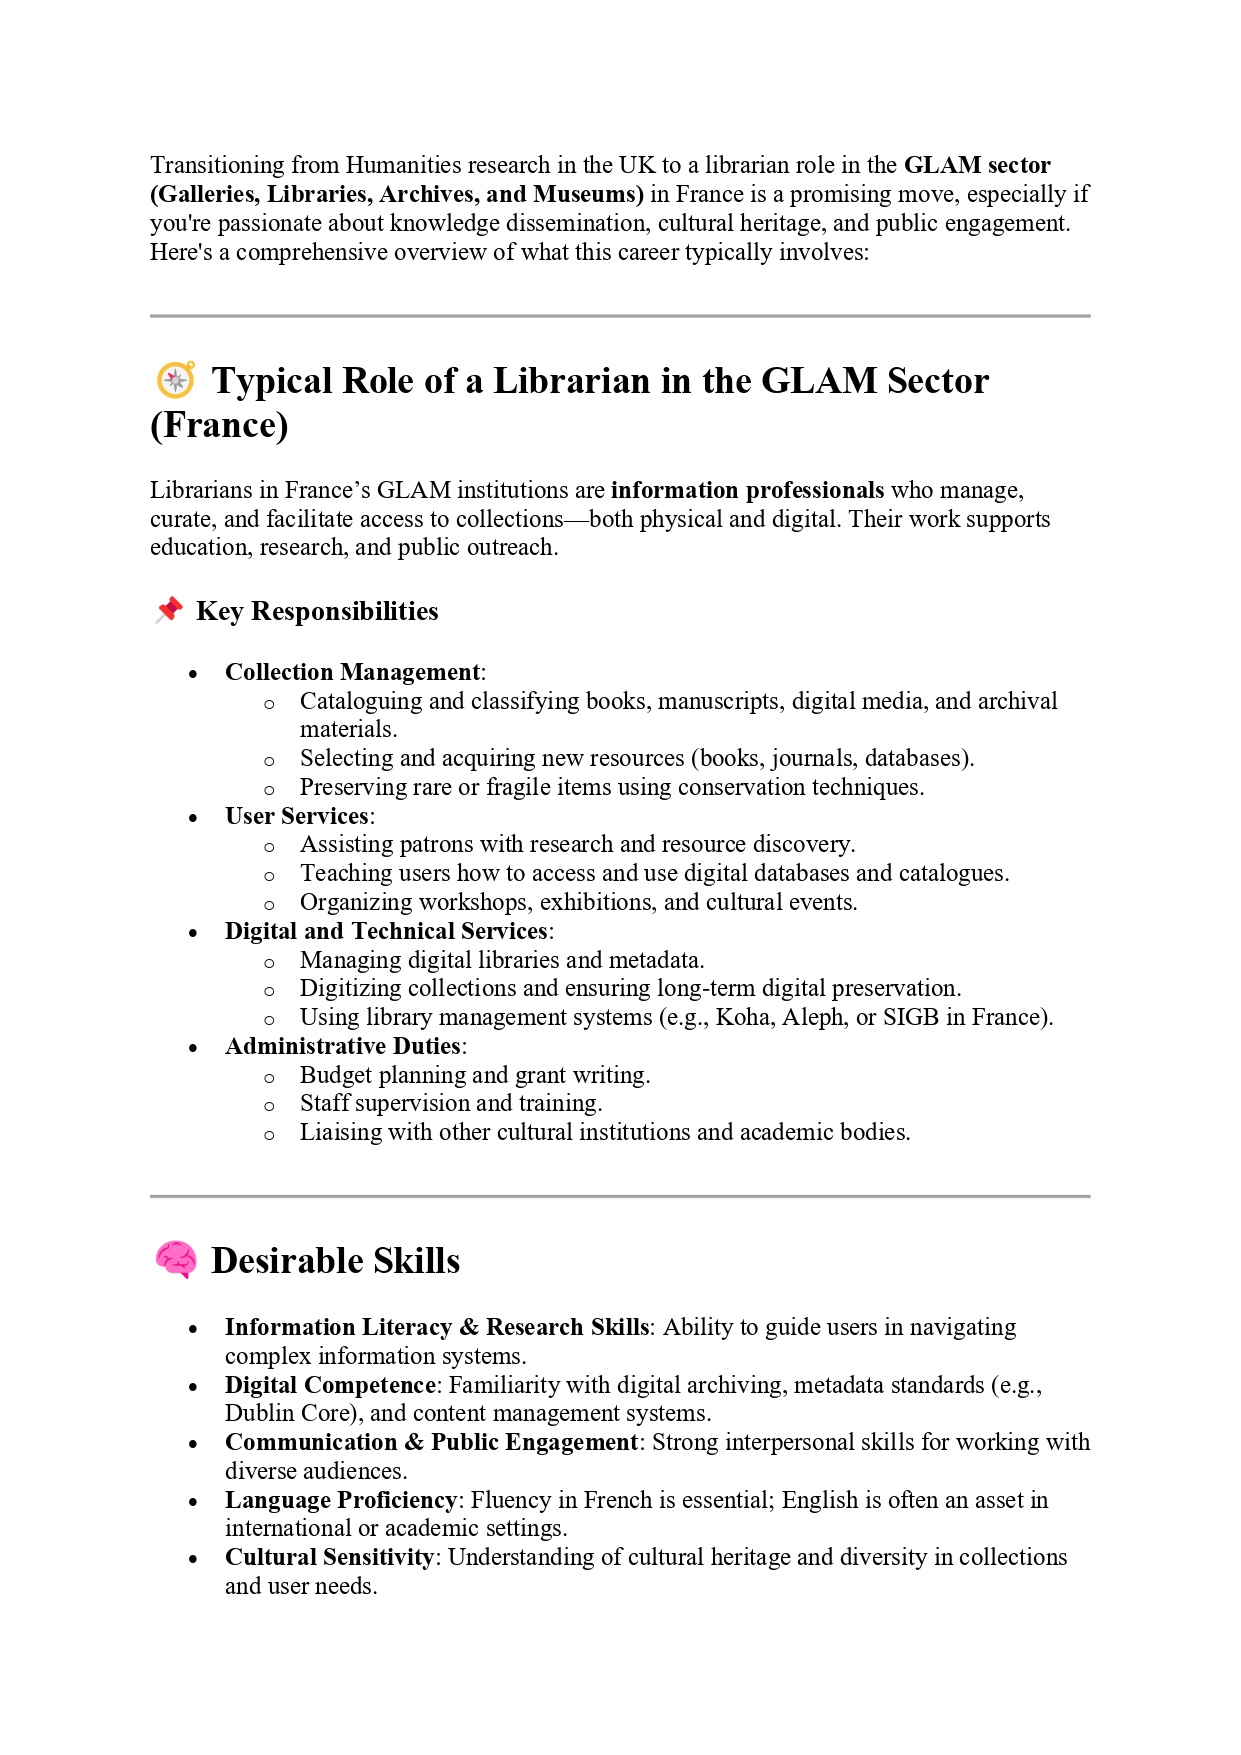 Transitioning from Humanities research in the UK to a librarian role in the GLAM sector
(Galleries, Libraries, Archives, and Museums) in France is a promising move, especially if
you're passionate about knowledge dissemination, cultural heritage, and public engagement.
Here's a comprehensive overview of what this career typically involves:
Typical Role of a Librarian in the GLAM Sector
(France)
Librarians in France’s GLAM institutions are information professionals who manage,
curate, and facilitate access to collections—both physical and digital. Their work supports
education, research, and public outreach.
Key Responsibilities
• Collection Management:
o Cataloguing and classifying books, manuscripts, digital media, and archival
materials.
o Selecting and acquiring new resources (books, journals, databases).
o Preserving rare or fragile items using conservation techniques.
• User Services:
o Assisting patrons with research and resource discovery.
o Teaching users how to access and use digital databases and catalogues.
o Organizing workshops, exhibitions, and cultural events.
• Digital and Technical Services:
o Managing digital libraries and metadata.
o Digitizing collections and ensuring long-term digital preservation.
o Using library management systems (e.g., Koha, Aleph, or SIGB in France).
• Administrative Duties:
o Budget planning and grant writing.
o Staff supervision and training.
o Liaising with other cultural institutions and academic bodies.
Desirable Skills
• Information Literacy & Research Skills: Ability to guide users in navigating
complex information systems.
• Digital Competence: Familiarity with digital archiving, metadata standards (e.g.,
Dublin Core), and content management systems.
• Communication & Public Engagement: Strong interpersonal skills for working with
diverse audiences.
• Language Proficiency: Fluency in French is essential; English is often an asset in
international or academic settings.
• Cultural Sensitivity: Understanding of cultural heritage and diversity in collections
and user needs.